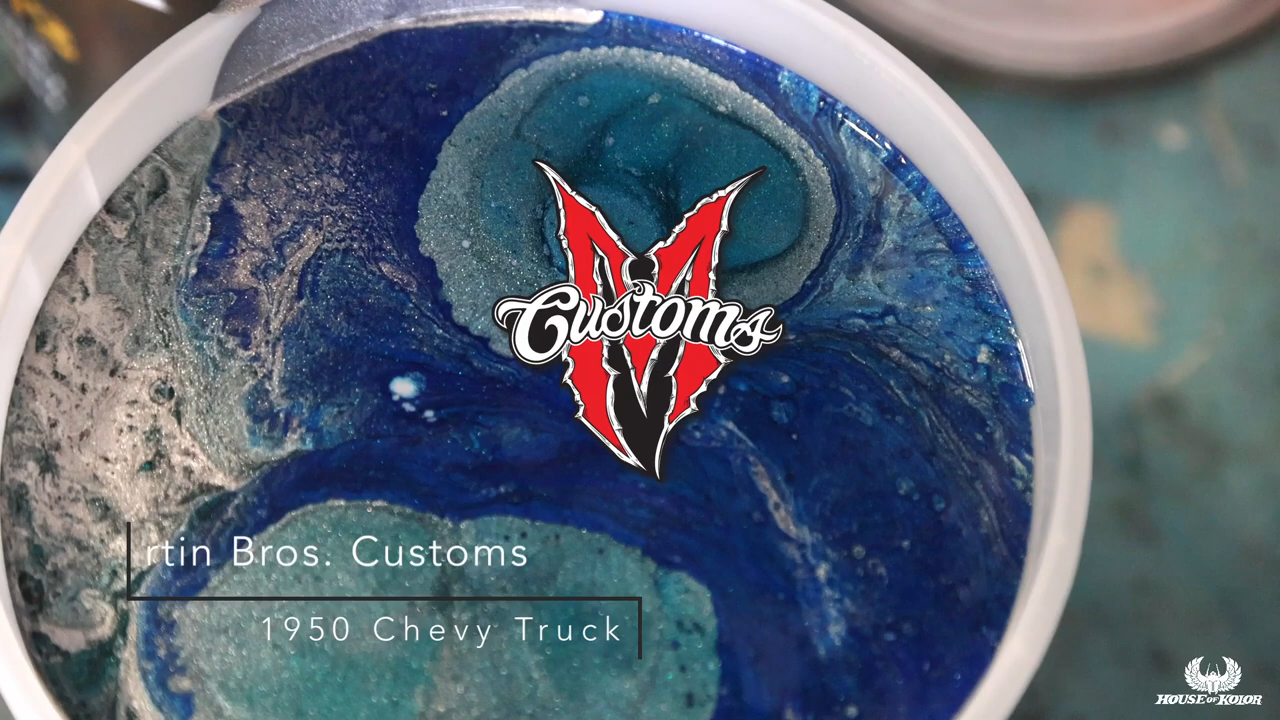 Customs
rtin Bros. Customs
1950 Chevy Truck
HOUSE OF KOLOR